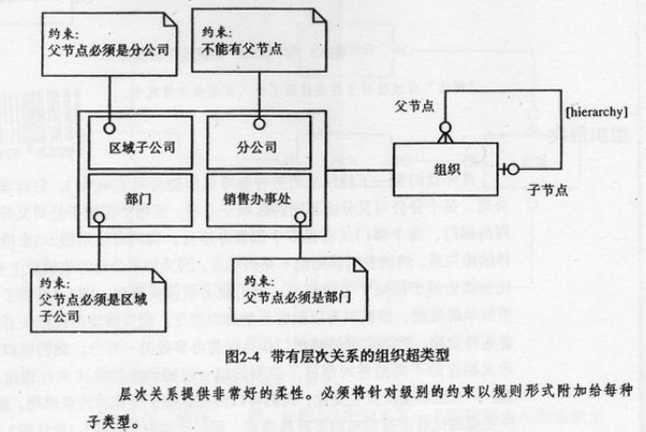 约束:
父节点必须是分公司
约束:
不能有父节点
父节点
[hierarchy]
区域子公司
分公司
组织
部门
销售办事处
子节点
约束:
父节点必须是区域
子公司
约束:
父节点必须是部门
图2-4 带有层次关系的组织超类型
层次关系提供非常好的柔性。必须将针对级别的约束以规则形式附加给每种
子类型。